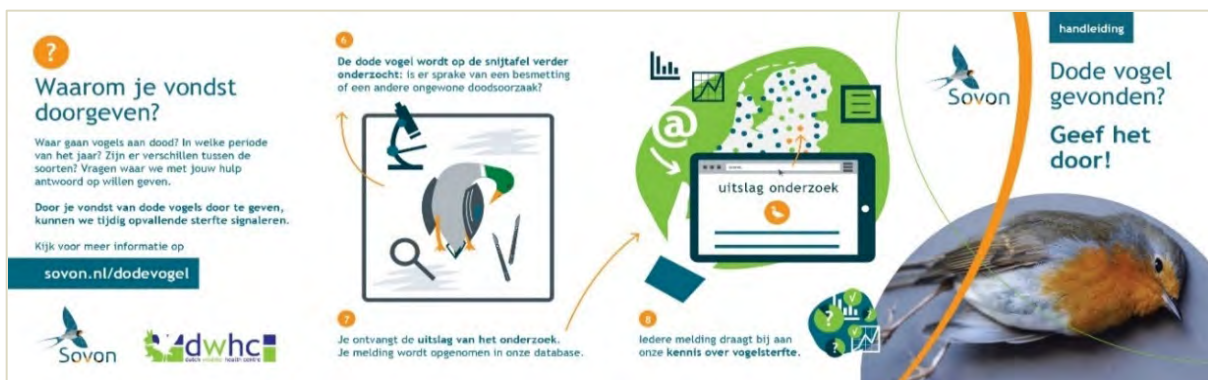 ?
Waarom je vondst
doorgeven?
Waar gaan vogels aan dood? In welke periode
van het jaar? Zijn er verschillen tussen de
soorten? Vragen waar we met jouw hulp
antwoord op willen geven.
Door je vondst van dode vogels door te geven,
kunnen we tijdig opvallende sterfte signaleren.
Kijk voor meer informatie op
sovon.nl/dodevogel
Sovon
dwhc
6
De dode vogel wordt op de snijtafel verder
onderzocht: is er sprake van een besmetting
of een andere ongewone doodsoorzaak?
7
Je ontvangt de uitslag van het onderzoek.
Je melding wordt opgenomen in onze database.
@
uitslag onderzoek
8
Iedere melding draagt bij aan
onze kennis over vogelsterfte.
?
?
Sovon
handleiding
Dode vogel
gevonden?
Geef het
door!